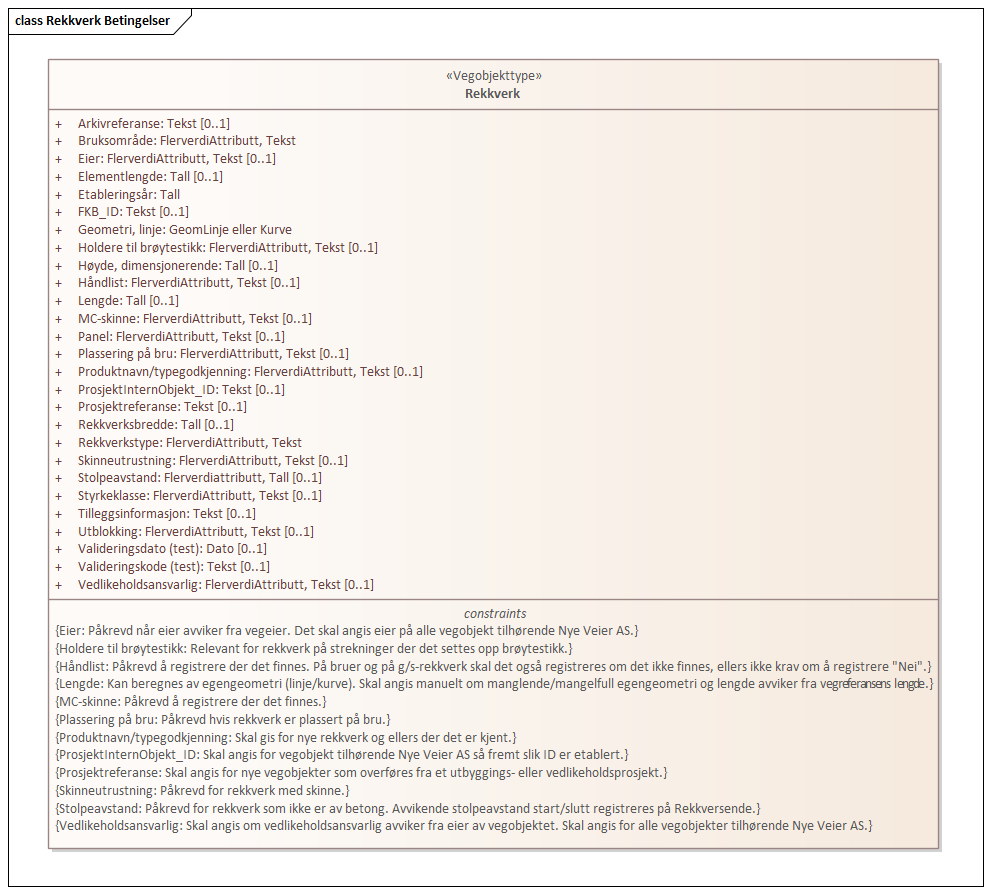 class Rekkverk Betingelser
«Vegobjekttype»
Rekkverk
+ Arkivreferanse: Tekst [0..1]
+ Bruksområde: FlerverdiAttributt, Tekst
+ Eier: FlerverdiAttributt, Tekst [0..1]
+ Elementlengde: Tall [0..1]
+ Etableringsår: Tall
+ FKB_ID: Tekst [0..1]
+ Geometri, linje: GeomLinje eller Kurve
+ Holdere til brøytestikk: FlerverdiAttributt, Tekst [0..1]
+ Høyde, dimensjonerende: Tall [0..1]
+ Håndlist: FlerverdiAttributt, Tekst [0..1]
+ Lengde: Tall [0..1]
+ MC-skinne: FlerverdiAttributt, Tekst [0..1]
+ Panel: FlerverdiAttributt, Tekst [0..1]
+ Plassering på bru: FlerverdiAttributt, Tekst [0..1]
+ Produktnavn/typegodkjenning: FlerverdiAttributt, Tekst [0..1]
+ ProsjektInternObjekt_ID: Tekst [0..1]
+ Prosjektreferanse: Tekst [0..1]
+ Rekkverksbredde: Tall [0..1]
+ Rekkverkstype: FlerverdiAttributt, Tekst
+ Skinneutrustning: FlerverdiAttributt, Tekst [0..1]
+ Stolpeavstand: Flerverdiattributt, Tall [0..1]
+ Styrkeklasse: FlerverdiAttributt, Tekst [0..1]
+ Tilleggsinformasjon: Tekst [0..1]
+ Utblokking: FlerverdiAttributt, Tekst [0..1]
+ Valideringsdato (test): Dato [0..1]
+ Valideringskode (test): Tekst [0..1]
+ Vedlikeholdsansvarlig: FlerverdiAttributt, Tekst [0..1]
constraints
{Eier: Påkrevd når eier avviker fra vegeier. Det skal angis eier på alle vegobjekt tilhørende Nye Veier AS.}
{Holdere til brøytestikk: Relevant for rekkverk på strekninger der det settes opp brøytestikk.}
{Håndlist: Påkrevd å registrere der det finnes. På bruer og på g/s-rekkverk skal det også registreres om det ikke finnes, ellers ikke krav om å registrere "Nei".}
{Lengde: Kan beregnes av egengeometri (linje/kurve). Skal angis manuelt om manglende/mangelfull egengeometri og lengde avviker fra vegreferansens lengde.}
{MC-skinne: Påkrevd å registrere der det finnes.}
{Plassering på bru: Påkrevd hvis rekkverk er plassert på bru.}
{Produktnavn/typegodkjenning: Skal gis for nye rekkverk og ellers der det er kjent.}
{ProsjektInternObjekt_ID: Skal angis for vegobjekt tilhørende Nye Veier AS så fremt slik ID er etablert.}
{Prosjektreferanse: Skal angis for nye vegobjekter som overføres fra et utbyggings- eller vedlikeholdsprosjekt.}
{Skinneutrustning: Påkrevd for rekkverk med skinne.}
{Stolpeavstand: Påkrevd for rekkverk som ikke er av betong. Avvikende stolpeavstand start/slutt registreres på Rekkversende.}
{Vedlikeholdsansvarlig: Skal angis om vedlikeholdsansvarlig avviker fra eier av vegobjektet. Skal angis for alle vegobjekter tilhørende Nye Veier AS.}